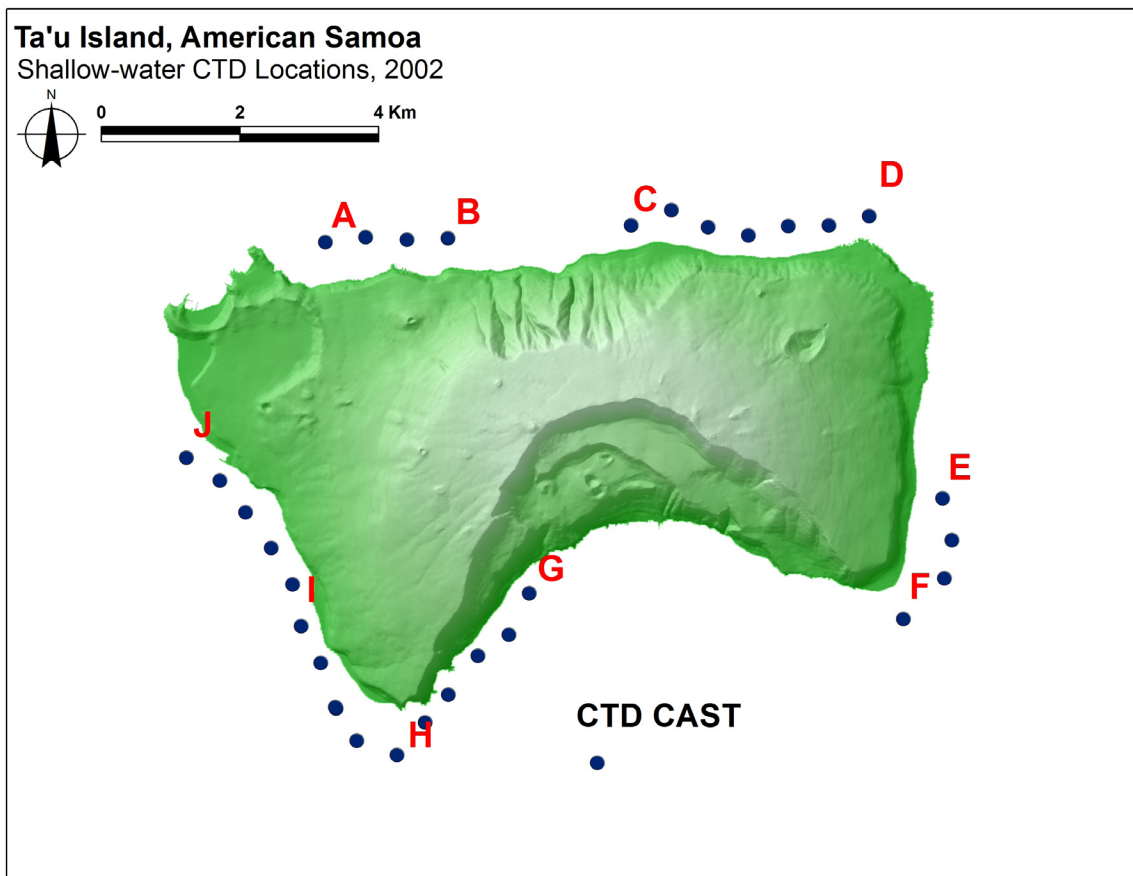 Ta'u Island, American Samoa
Shallow-water CTD Locations, 2002
N
0 2 4 Km
A B C D
J
E
I G F
H
CTD CAST